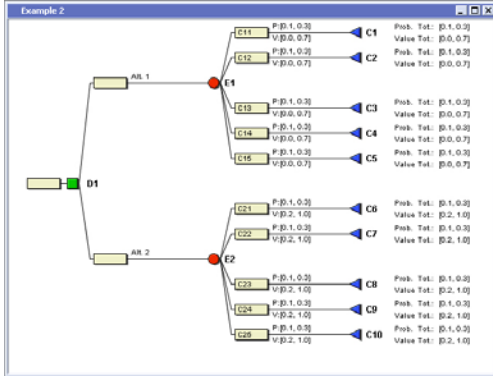 Example 2
C11 P:[0.1, 0.3] V:[0.0, 0.7] C1 Prob. Tot.: [0.1, 0.3] Value Tot.: [0.0, 0.7]
C12 P:[0.1, 0.3] V:[0.0, 0.7] C2 Prob. Tot.: [0.1, 0.3] Value Tot.: [0.0, 0.7]
Alt. 1 E1
C13 P:[0.1, 0.3] V:[0.0, 0.7] C3 Prob. Tot.: [0.1, 0.3] Value Tot.: [0.0, 0.7]
C14 P:[0.1, 0.3] V:[0.0, 0.7] C4 Prob. Tot.: [0.1, 0.3] Value Tot.: [0.0, 0.7]
C15 P:[0.1, 0.3] V:[0.0, 0.7] C5 Prob. Tot.: [0.1, 0.3] Value Tot.: [0.0, 0.7]
D1
C21 P:[0.1, 0.3] V:[0.2, 1.0] C6 Prob. Tot.: [0.1, 0.3] Value Tot.: [0.2, 1.0]
C22 P:[0.1, 0.3] V:[0.2, 1.0] C7 Prob. Tot.: [0.1, 0.3] Value Tot.: [0.2, 1.0]
Alt. 2 E2
C23 P:[0.1, 0.3] V:[0.2, 1.0] C8 Prob. Tot.: [0.1, 0.3] Value Tot.: [0.2, 1.0]
C24 P:[0.1, 0.3] V:[0.2, 1.0] C9 Prob. Tot.: [0.1, 0.3] Value Tot.: [0.2, 1.0]
C25 P:[0.1, 0.3] V:[0.2, 1.0] C10 Prob. Tot.: [0.1, 0.3] Value Tot.: [0.2, 1.0]